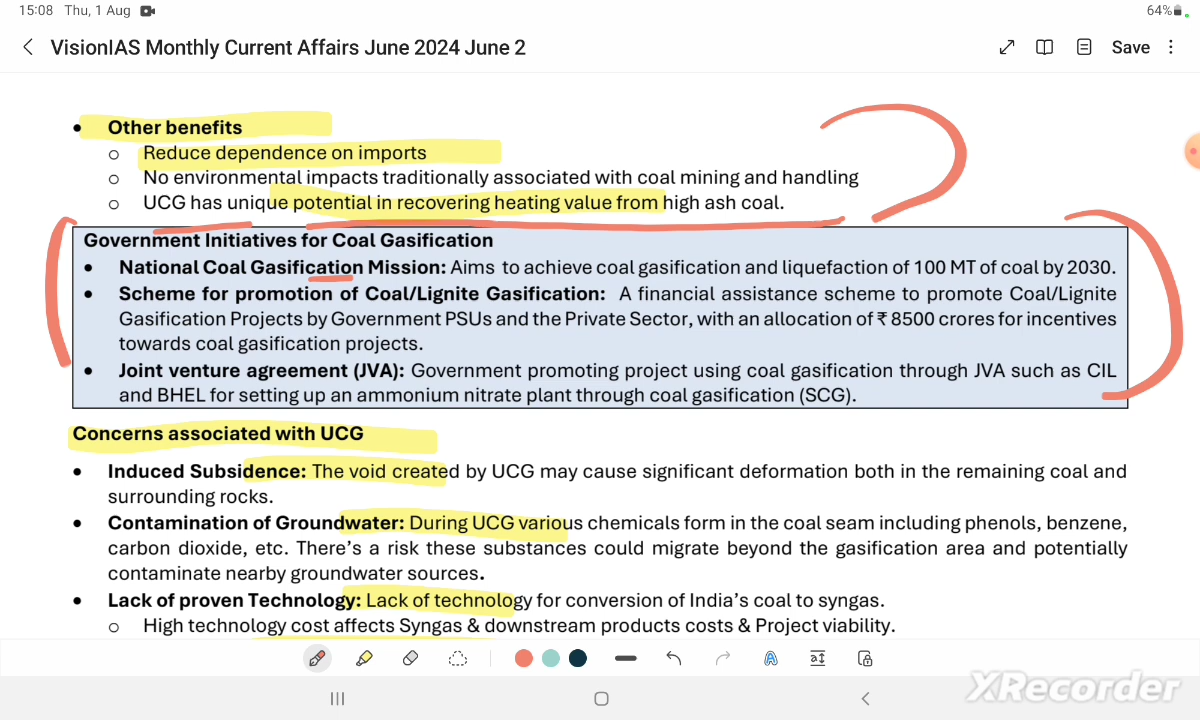 15:08 Thu, 1 Aug
64%
VisionIAS Monthly Current Affairs June 2024 June 2
Save
• Other benefits
o Reduce dependence on imports
o No environmental impacts traditionally associated with coal mining and handling
o UCG has unique potential in recovering heating value from high ash coal.
Government Initiatives for Coal Gasification
• National Coal Gasification Mission: Aims to achieve coal gasification and liquefaction of 100 MT of coal by 2030.
• Scheme for promotion of Coal/Lignite Gasification: A financial assistance scheme to promote Coal/Lignite
Gasification Projects by Government PSUs and the Private Sector, with an allocation of ₹ 8500 crores for incentives
towards coal gasification projects.
• Joint venture agreement (JVA): Government promoting project using coal gasification through JVA such as CIL
and BHEL for setting up an ammonium nitrate plant through coal gasification (SCG).
Concerns associated with UCG
• Induced Subsidence: The void created by UCG may cause significant deformation both in the remaining coal and
surrounding rocks.
• Contamination of Groundwater: During UCG various chemicals form in the coal seam including phenols, benzene,
carbon dioxide, etc. There’s a risk these substances could migrate beyond the gasification area and potentially
contaminate nearby groundwater sources.
• Lack of proven Technology: Lack of technology for conversion of India’s coal to syngas.
o High technology cost affects Syngas & downstream products costs & Project viability.
XRecorder